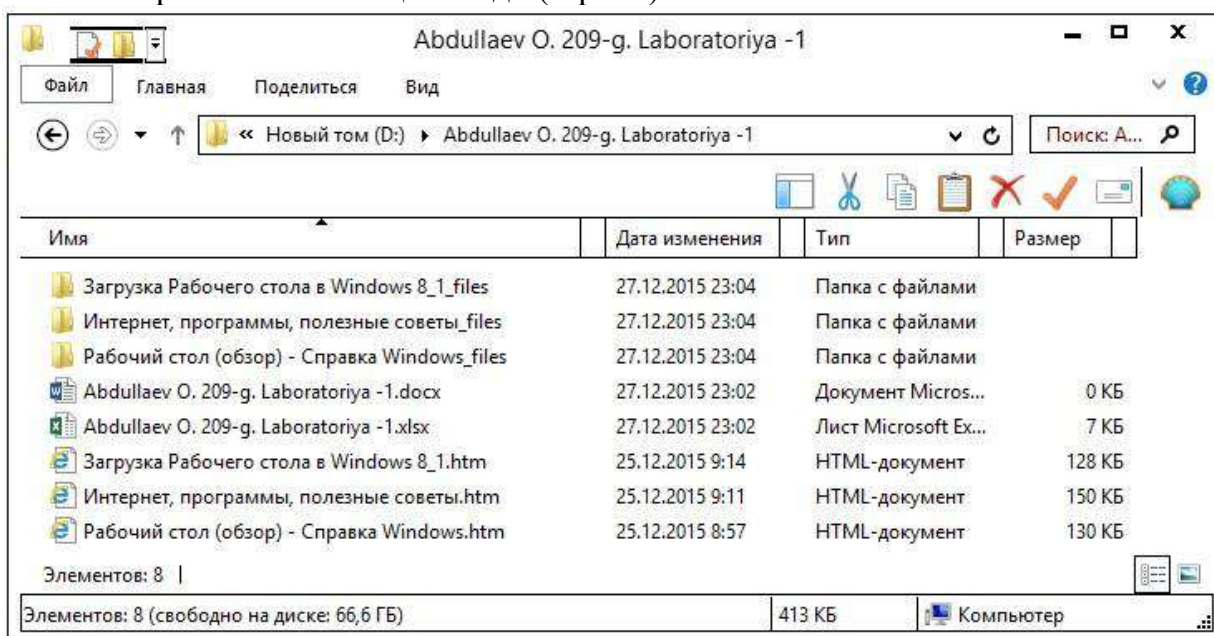 Abdullaev O. 209-g. Laboratoriya -1
Файл Главная Поделиться Вид
« Новый том (D:) Abdullaev O. 209-g. Laboratoriya -1 Поиск: A...
Имя Дата изменения Тип Размер
Загрузка Рабочего стола в Windows 8_1_files 27.12.2015 23:04 Папка с файлами
Интернет, программы, полезные советы_files 27.12.2015 23:04 Папка с файлами
Рабочий стол (обзор) - Справка Windows_files 27.12.2015 23:04 Папка с файлами
Abdullaev O. 209-g. Laboratoriya -1.docx 27.12.2015 23:02 Документ Micros... 0 КБ
Abdullaev O. 209-g. Laboratoriya -1.xlsx 27.12.2015 23:02 Лист Microsoft Ex... 7 КБ
Загрузка Рабочего стола в Windows 8_1.htm 25.12.2015 9:14 HTML-документ 128 КБ
Интернет, программы, полезные советы.htm 25.12.2015 9:11 HTML-документ 150 КБ
Рабочий стол (обзор) - Справка Windows.htm 25.12.2015 8:57 HTML-документ 130 КБ
Элементов: 8
Элементов: 8 (свободно на диске: 66,6 ГБ) 413 КБ Компьютер